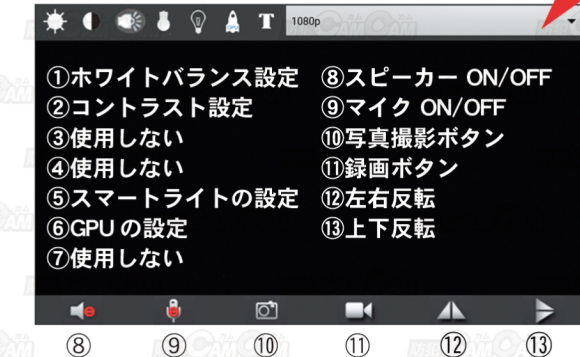 T 1080p
①ホワイトバランス設定
②コントラスト設定
③使用しない
④使用しない
⑤スマートライトの設定
⑥GPUの設定
⑦使用しない
⑧スピーカー ON/OFF
⑨マイク ON/OFF
⑩写真撮影ボタン
⑪録画ボタン
⑫左右反転
⑬上下反転
⑧ ⑨ ⑩ ⑪ ⑫ ⑬